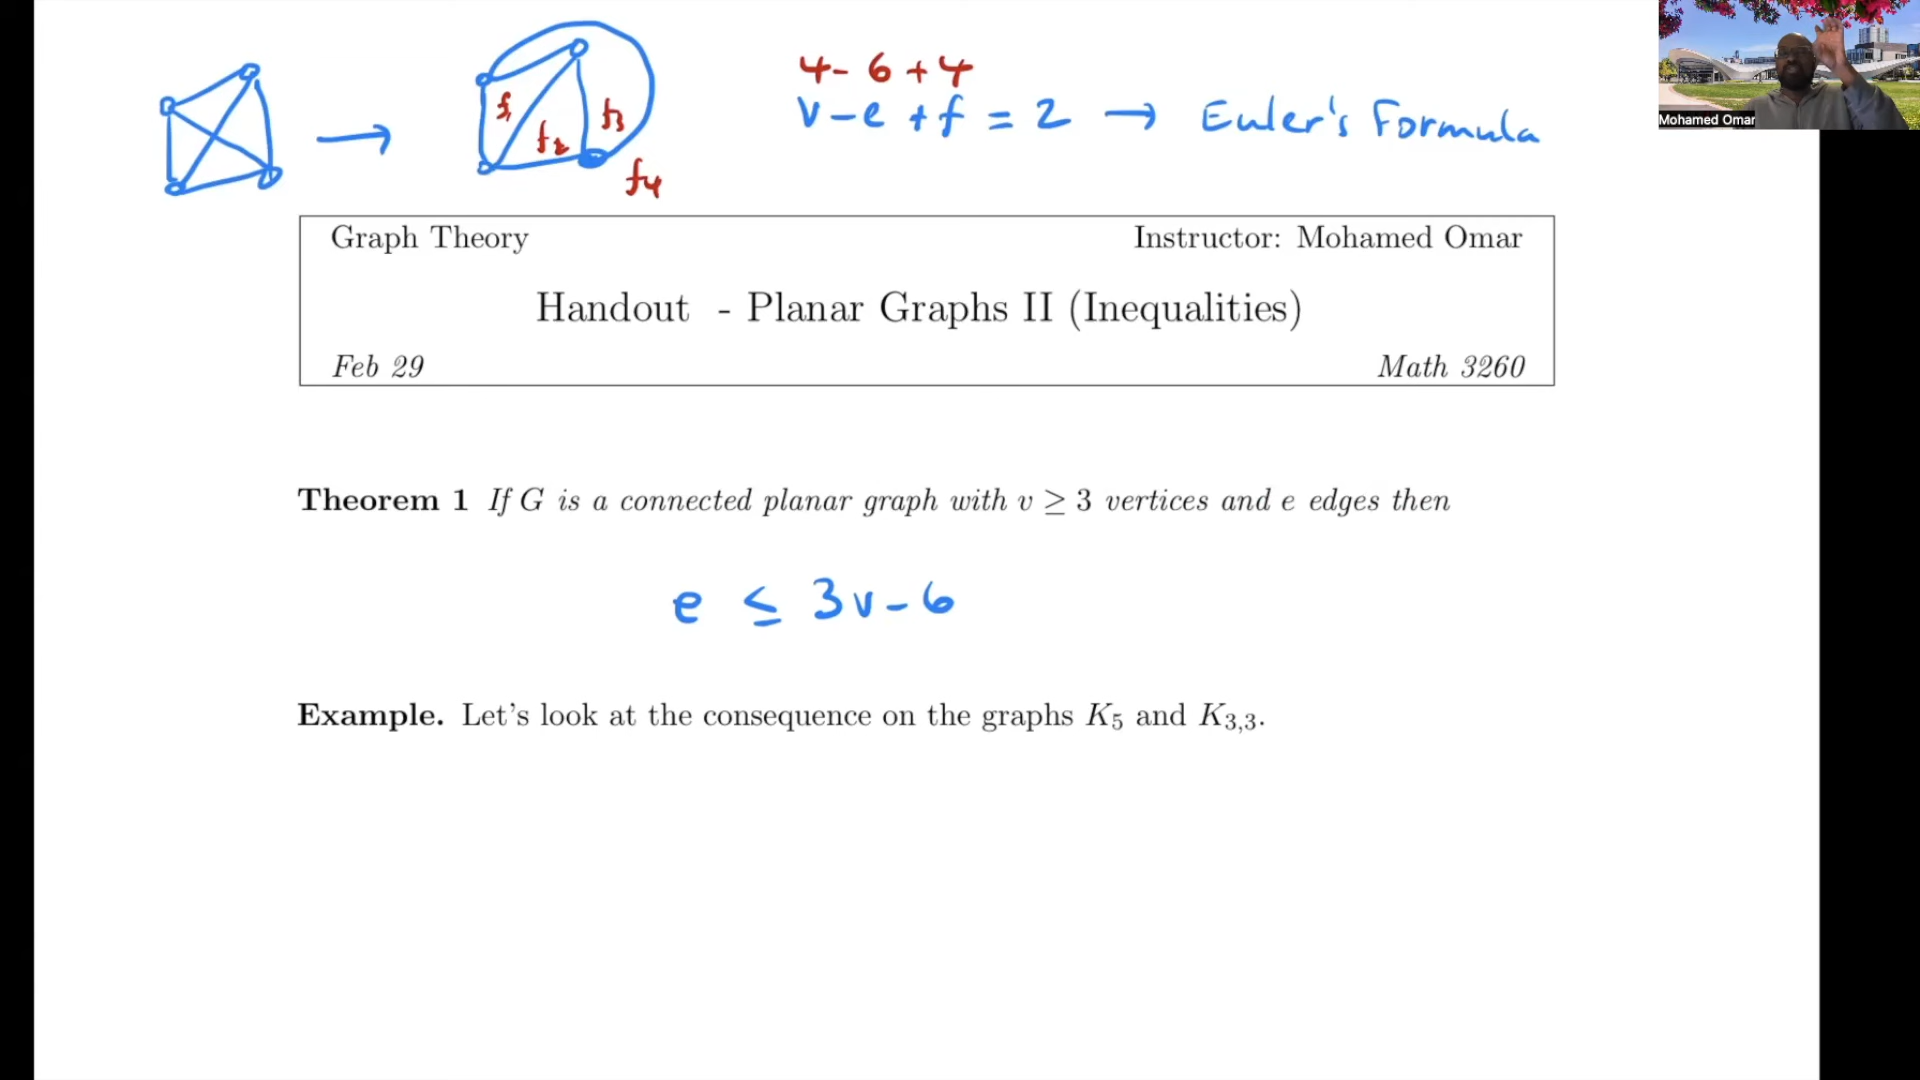 4 - 6 + 4
v - e + f = 2 → Euler's Formula
f1
f2
f3
f4
Mohamed Omar
Graph Theory
Instructor: Mohamed Omar
Handout - Planar Graphs II (Inequalities)
Feb 29
Math 3260
Theorem 1 If G is a connected planar graph with v ≥ 3 vertices and e edges then
e ≤ 3v - 6
Example. Let's look at the consequence on the graphs K₅ and K₃,₃.